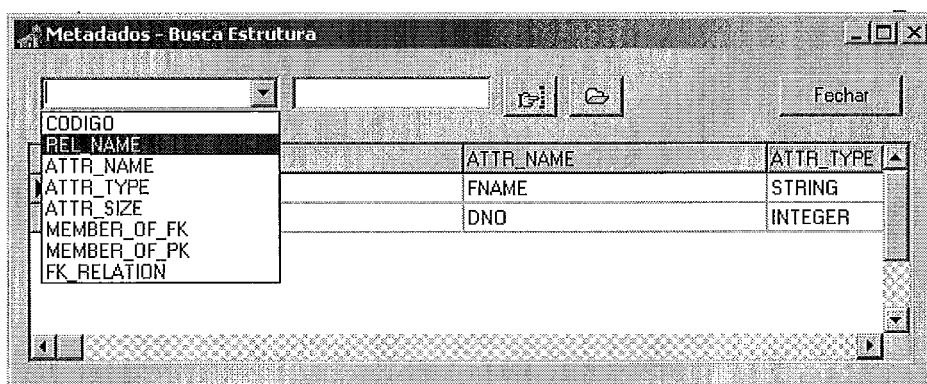 Metadados - Busca Estrutura
Fechar
CODIGO
REL_NAME
ATTR_NAME
ATTR_TYPE
ATTR_SIZE
MEMBER_OF_FK
MEMBER_OF_PK
FK_RELATION
ATTR_NAME ATTR_TYPE
FNAME STRING
DNO INTEGER